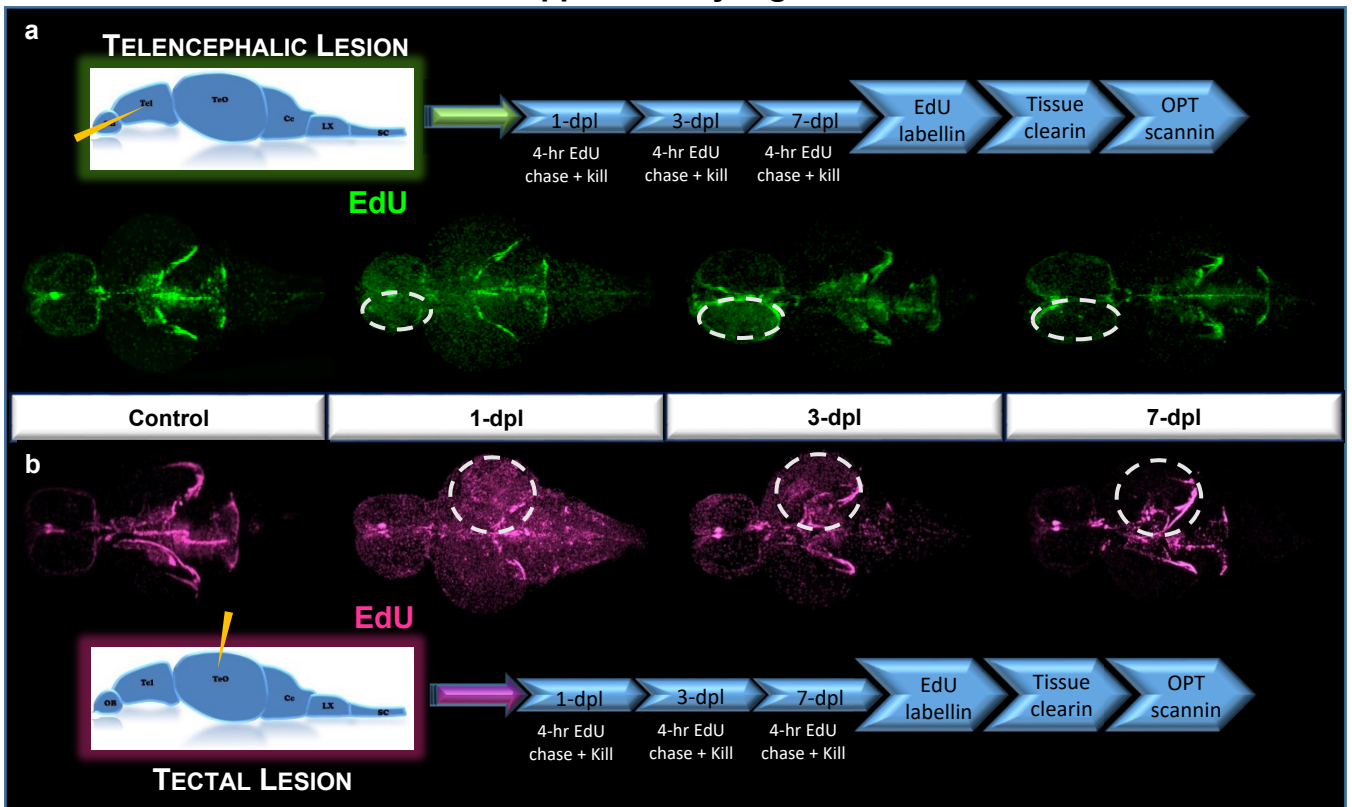 a
TELENCEPHALIC LESION
Tel
TeO
Cc
LX
SC
1-dpl
3-dpl
7-dpl
EdU
labellin
Tissue
clearin
OPT
scannin
4-hr EdU
chase + kill
4-hr EdU
chase + kill
4-hr EdU
chase + kill
EdU
Control
1-dpl
3-dpl
7-dpl
b
EdU
OB
Tel
TeO
Cc
LX
SC
1-dpl
3-dpl
7-dpl
EdU
labellin
Tissue
clearin
OPT
scannin
4-hr EdU
chase + Kill
4-hr EdU
chase + Kill
4-hr EdU
chase + Kill
TECTAL LESION